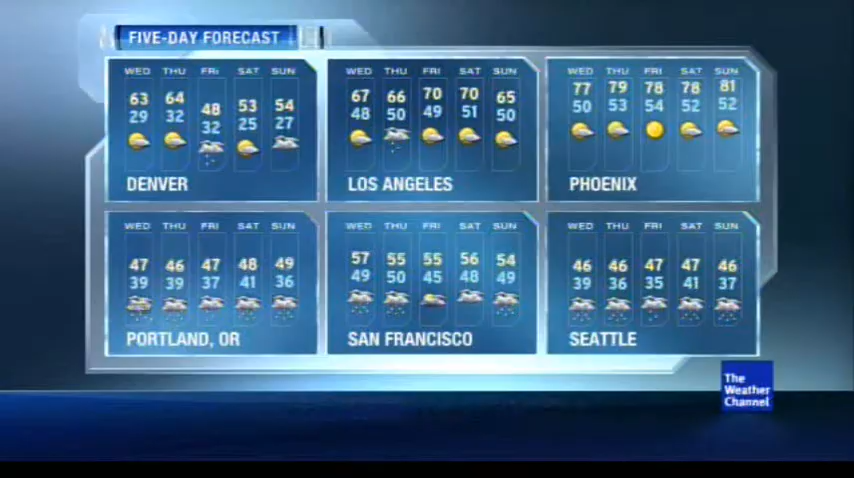 FIVE-DAY FORECAST
WED THU FRI SAT SUN
63 64 48 53 54
29 32 32 25 27
DENVER
WED THU FRI SAT SUN
67 66 70 70 65
48 50 49 51 50
LOS ANGELES
WED THU FRI SAT SUN
77 79 78 78 81
50 53 54 52 52
PHOENIX
WED THU FRI SAT SUN
47 46 47 48 49
39 39 37 41 36
PORTLAND, OR
WED THU FRI SAT SUN
57 55 55 56 54
49 50 45 48 49
SAN FRANCISCO
WED THU FRI SAT SUN
46 46 47 47 46
39 36 35 41 37
SEATTLE
The
Weather
Channel